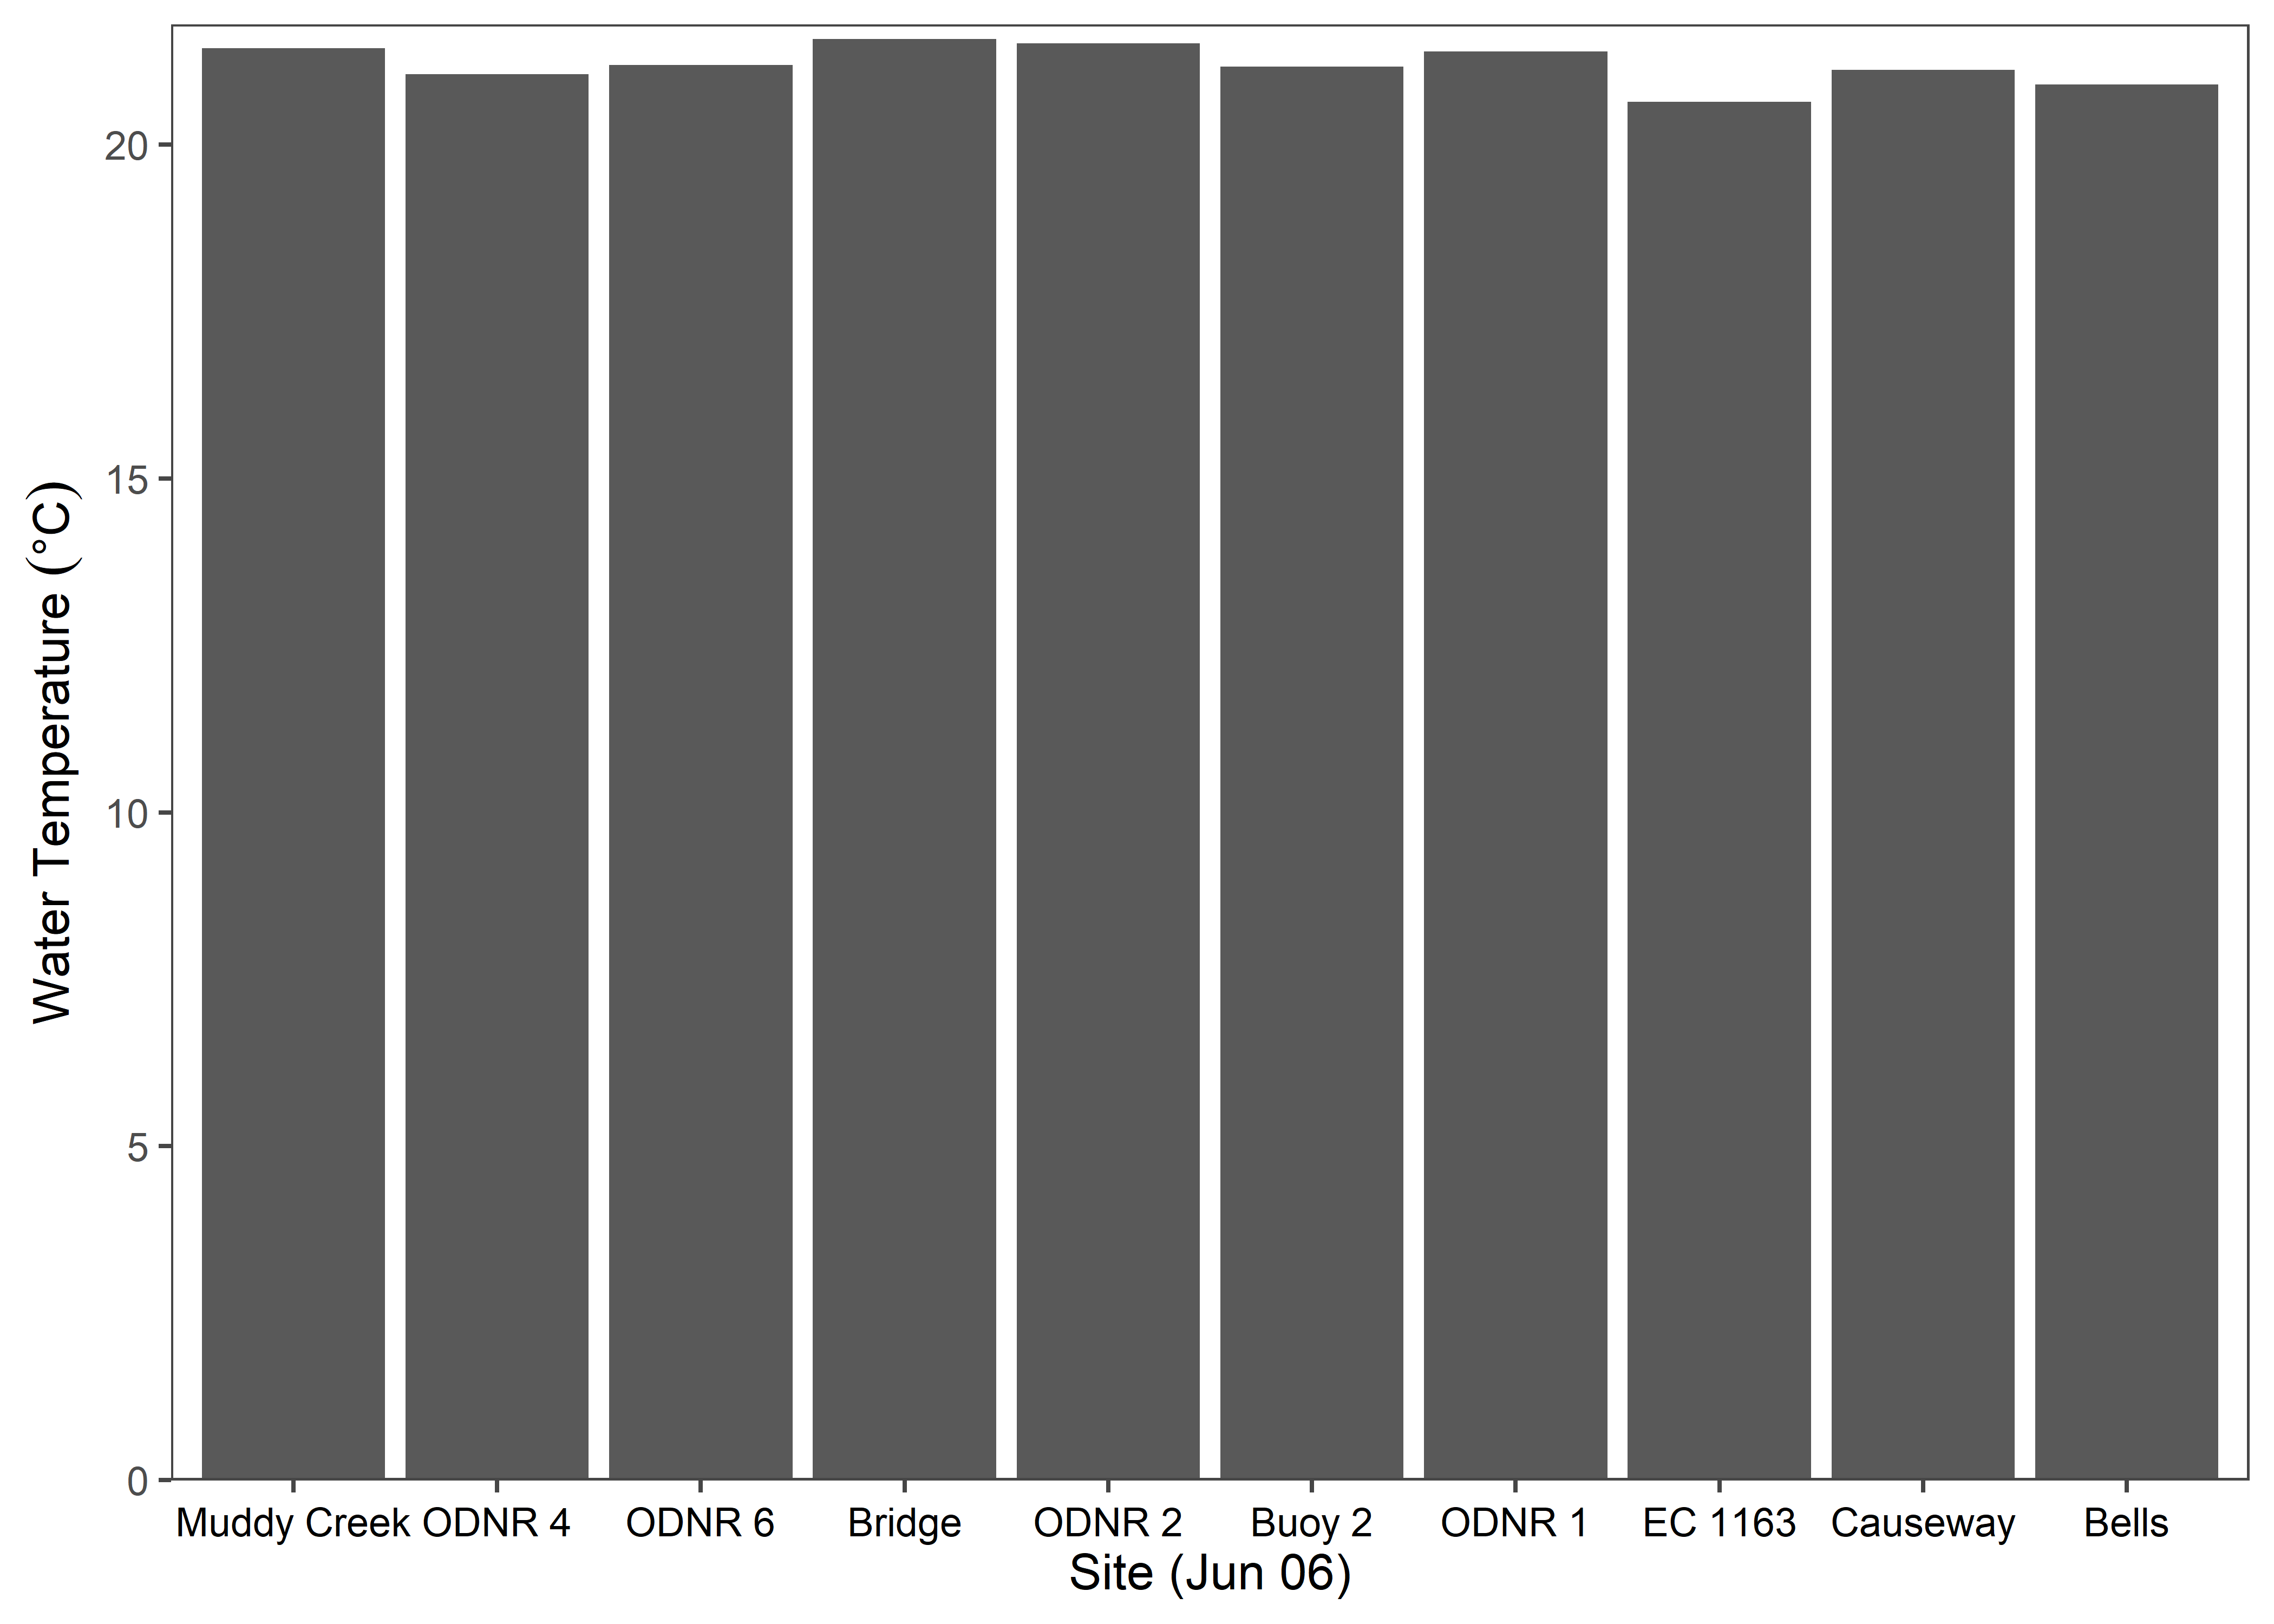 Water Temperature (°C)
20
15
10
5
0
Muddy Creek ODNR 4 ODNR 6 Bridge ODNR 2 Buoy 2 ODNR 1 EC 1163 Causeway Bells
Site (Jun 06)